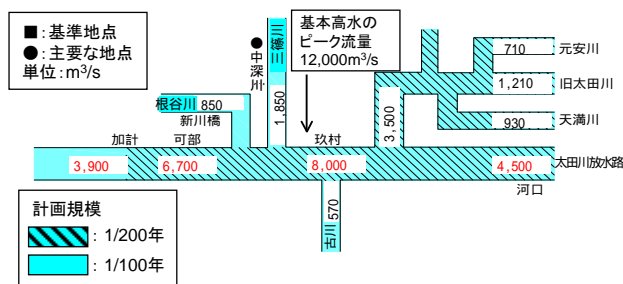 ■：基準地点
●：主要な地点
単位：m³/s
基本高水の
ピーク流量
12,000m³/s
三篠川
●中深川
1,850
根谷川 850
新川橋
加計
可部
玖村
3,900
6,700
8,000
4,500
太田川放水路
河口
3,500
710
元安川
1,210
旧太田川
930
天満川
古川 570
計画規模
：1/200年
：1/100年